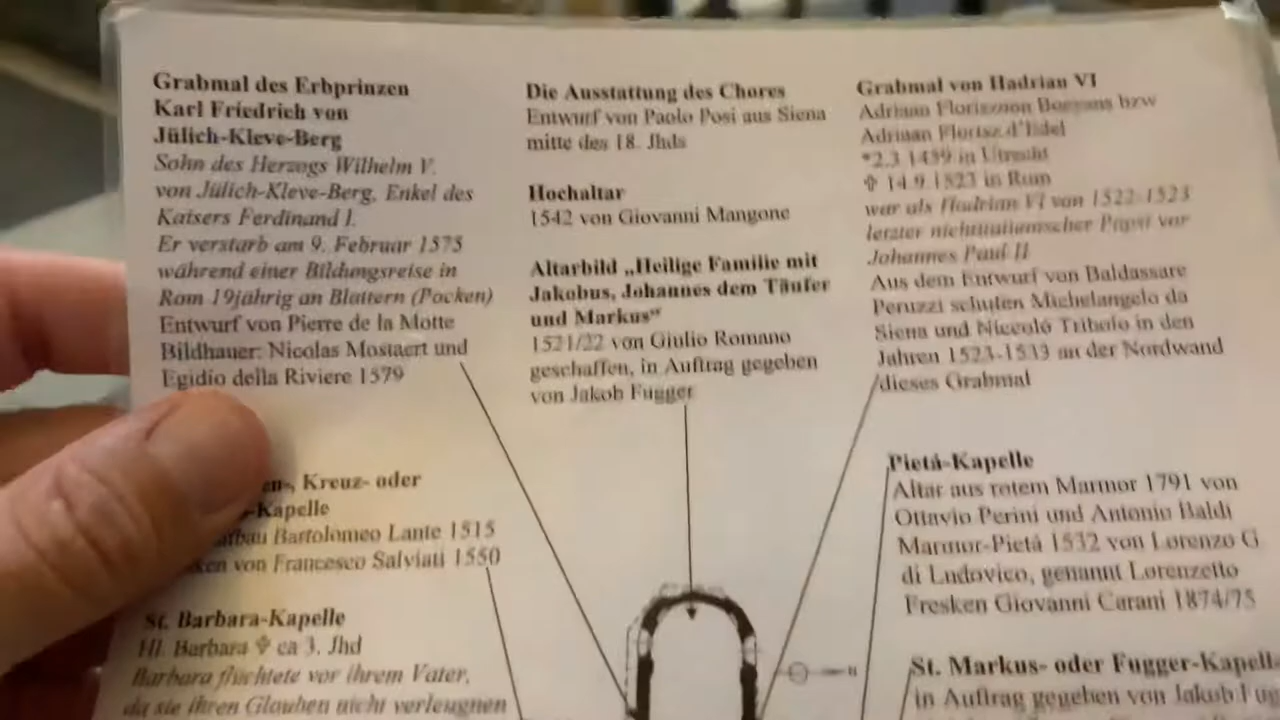 Grabmal des Erbprinzen
Karl Friedrich von
Jülich-Kleve-Berg
Sohn des Herzogs Wilhelm V.
von Jülich-Kleve-Berg, Enkel des
Kaisers Ferdinand I.
Er verstarb am 9. Februar 1575
während einer Bildungsreise in
Rom 19jährig an Blattern (Pocken)
Entwurf von Pierre de la Motte
Bildhauer: Nicolas Mostaert und
Egidio della Riviere 1579
Kreuz- oder
-Kapelle
Bartolomeo Lante 1515
von Francesco Salviati 1550
St. Barbara-Kapelle
Hl. Barbara ✞ ca 3. Jhd
Barbara flüchtete vor ihrem Vater,
da sie ihren Glauben nicht verleugnen
Die Ausstattung des Chores
Entwurf von Paolo Posi aus Siena
mitte des 18. Jhds
Hochaltar
1542 von Giovanni Mangone
Altarbild „Heilige Familie mit
Jakobus, Johannes dem Täufer
und Markus“
1521/22 von Giulio Romano
geschaffen, in Auftrag gegeben
von Jakob Fugger
Grabmal von Hadrian VI
Adriaan Boeyens bzw
Adriaan
*2.3 1459 in Utrecht
✞ 14.9.1523 in Rom
war als Hadrian VI von 1522-1523
letzter nichtitalienischer Papst vor
Johannes Paul II
Aus dem Entwurf von Baldassare
Peruzzi schufen Michelangelo da
Siena und Niccoló Tribolo in den
Jahren 1523-1533 an der Nordwand
dieses Grabmal
Pietá-Kapelle
Altar aus rotem Marmor 1791 von
Ottavio Perini und Antonio Baldi
Marmor-Pietá 1532 von Lorenzo G
di Ludovico, genannt Lorenzetto
Fresken Giovanni Carani 1874/75
St. Markus- oder Fugger-Kapell
in Auftrag gegeben von Jakob Fug